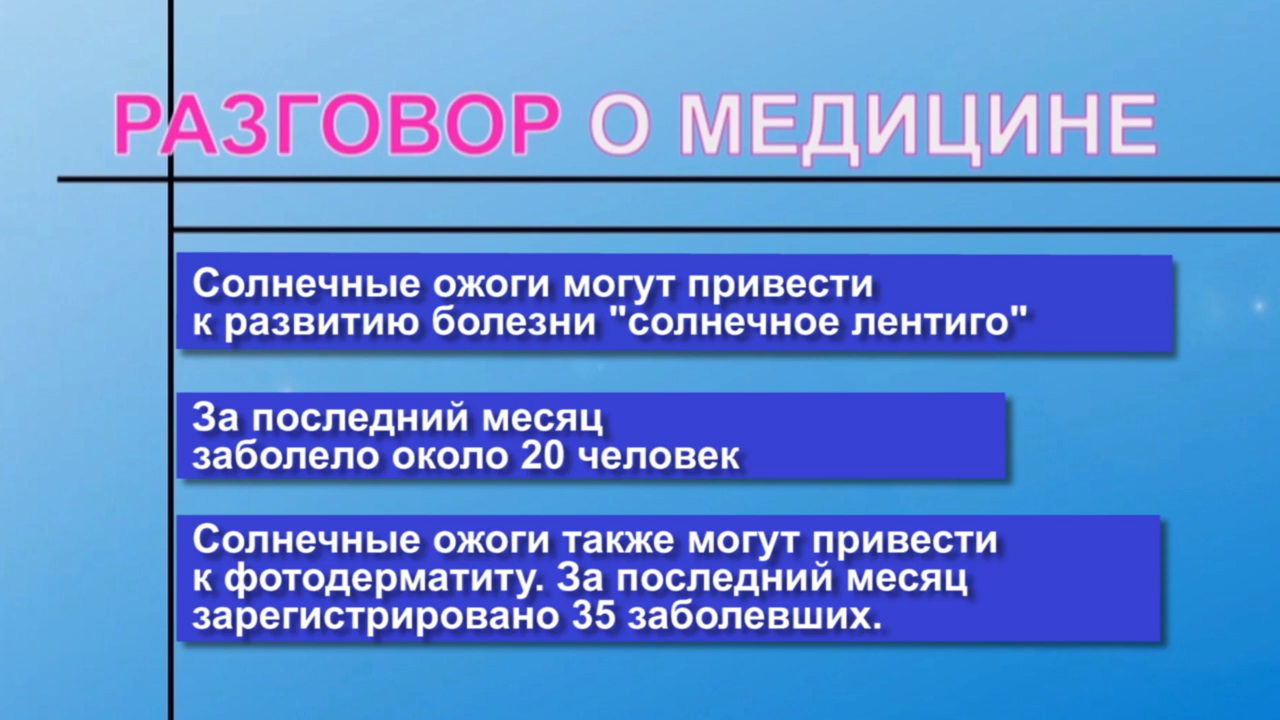 РАЗГОВОР О МЕДИЦИНЕ
Солнечные ожоги могут привести
к развитию болезни "солнечное лентиго"
За последний месяц
заболело около 20 человек
Солнечные ожоги также могут привести
к фотодерматиту. За последний месяц
зарегистрировано 35 заболевших.